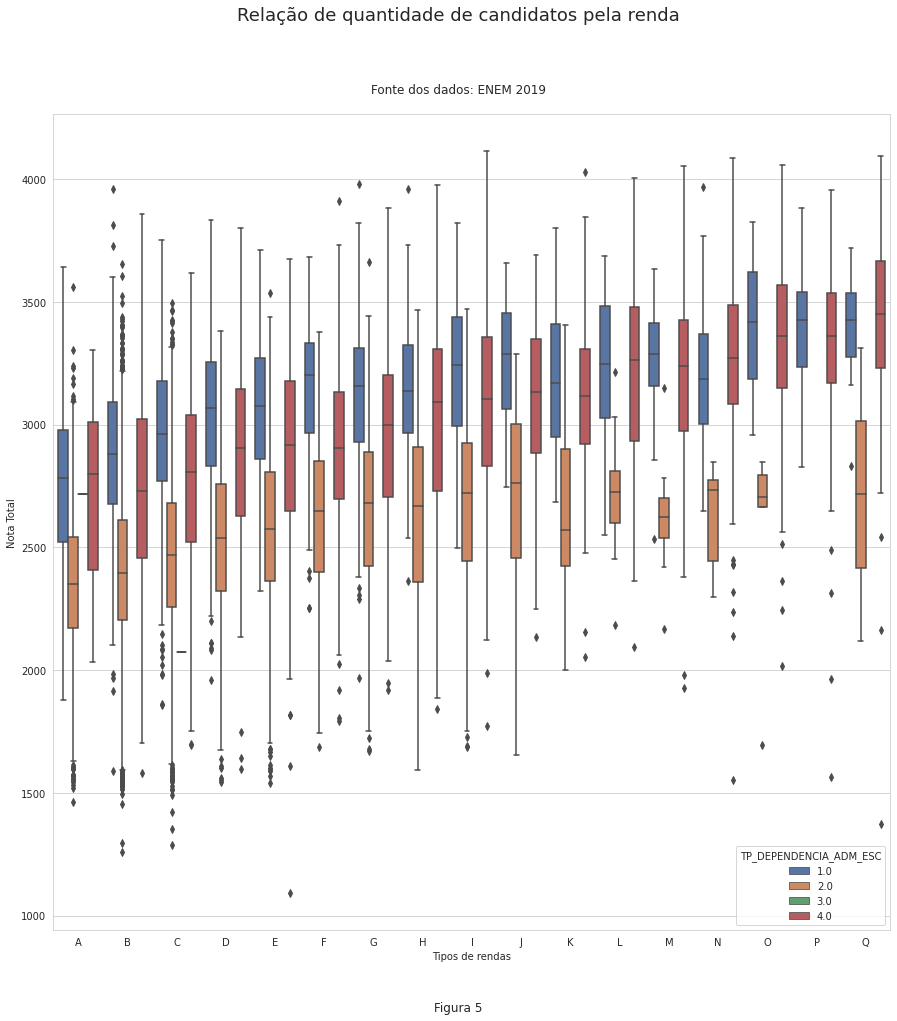 Relação de quantidade de candidatos pela renda
Fonte dos dados: ENEM 2019
Nota Total
4000
3500
3000
2500
2000
1500
1000
TP_DEPENDENCIA_ADM_ESC
1.0
2.0
3.0
4.0
A B C D E F G H I J K L M N O P Q
Tipos de rendas
Figura 5